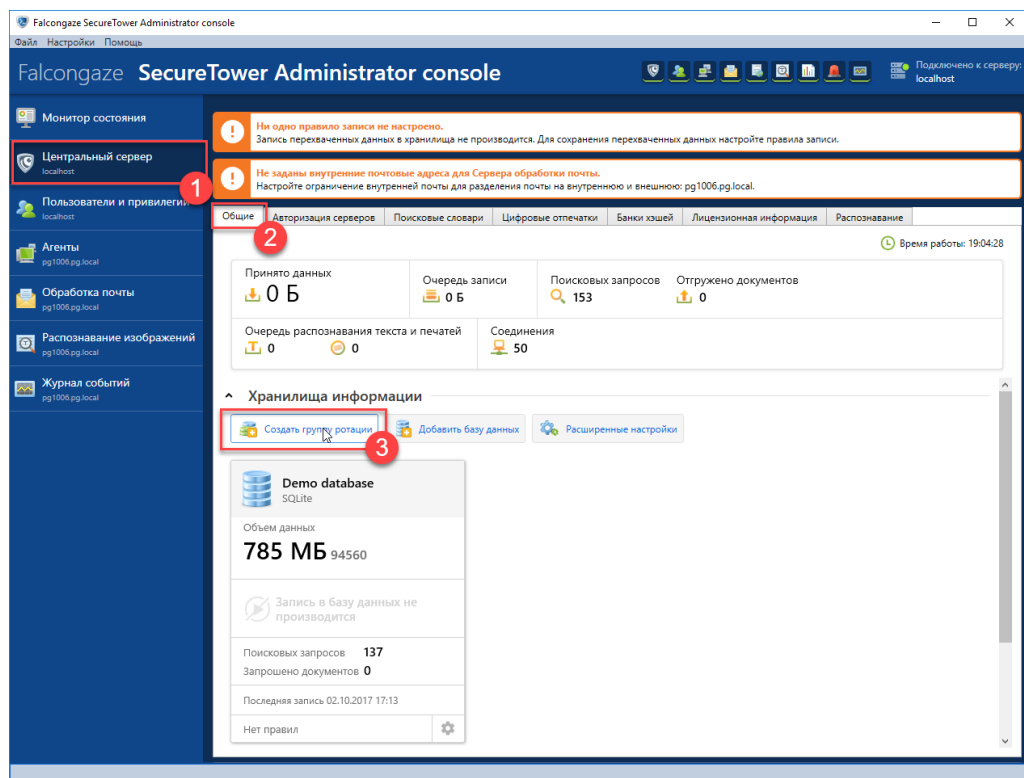 Falcongaze SecureTower Administrator console
Файл Настройки Помощь
Falcongaze SecureTower Administrator console
Подключено к серверу:
localhost
Монитор состояния
Центральный сервер
localhost
1
Пользователи и привилегии
localhost
Агенты
pg1006.pg.local
Обработка почты
pg1006.pg.local
Распознавание изображений
pg1006.pg.local
Журнал событий
pg1006.pg.local
Ни одно правило записи не настроено.
Запись перехваченных данных в хранилища не производится. Для сохранения перехваченных данных настройте правила записи.
Не заданы внутренние почтовые адреса для Сервера обработки почты.
Настройте ограничение внутренней почты для разделения почты на внутреннюю и внешнюю: pg1006.pg.local.
Общие Авторизация серверов Поисковые словари Цифровые отпечатки Банки хэшей Лицензионная информация Распознавание
2
Время работы: 19:04:28
Принято данных
0 Б
Очередь записи
0 Б
Поисковых запросов
153
Отгружено документов
0
Очередь распознавания текста и печатей
0 0
Соединения
50
Хранилища информации
Создать группу ротации Добавить базу данных Расширенные настройки
3
Demo database
SQLite
Объем данных
785 МБ 94560
Запись в базу данных не
производится
Поисковых запросов 137
Запрошено документов 0
Последняя запись 02.10.2017 17:13
Нет правил